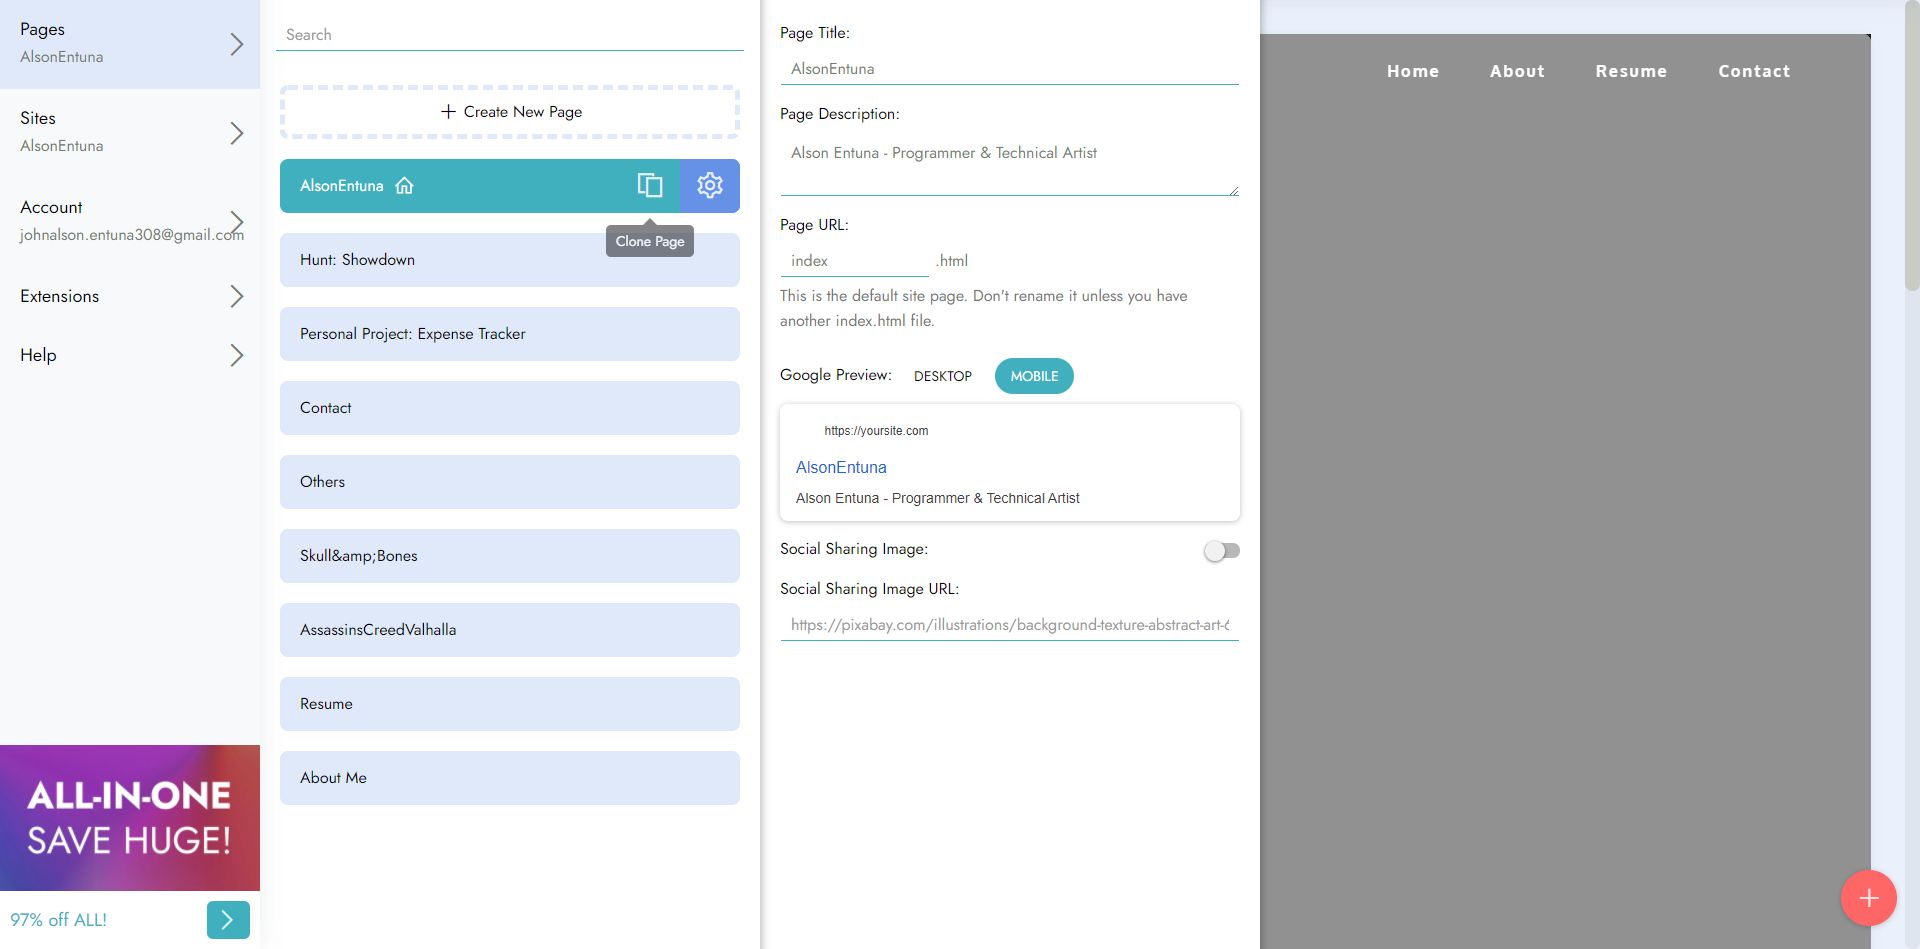 Pages
AlsonEntuna
Sites
AlsonEntuna
Account
johnalson.entuna308@gmail.com
Extensions
Help
ALL-IN-ONE
SAVE HUGE!
97% off ALL!
Search
Create New Page
AlsonEntuna
Clone Page
Hunt: Showdown
Personal Project: Expense Tracker
Contact
Others
Skull&amp;Bones
AssassinsCreedValhalla
Resume
About Me
Page Title:
AlsonEntuna
Page Description:
Alson Entuna - Programmer & Technical Artist
Page URL:
index .html
This is the default site page. Don't rename it unless you have
another index.html file.
Google Preview: DESKTOP MOBILE
https://yoursite.com
AlsonEntuna
Alson Entuna - Programmer & Technical Artist
Social Sharing Image:
Social Sharing Image URL:
https://pixabay.com/illustrations/background-texture-abstract-art-
Home About Resume Contact